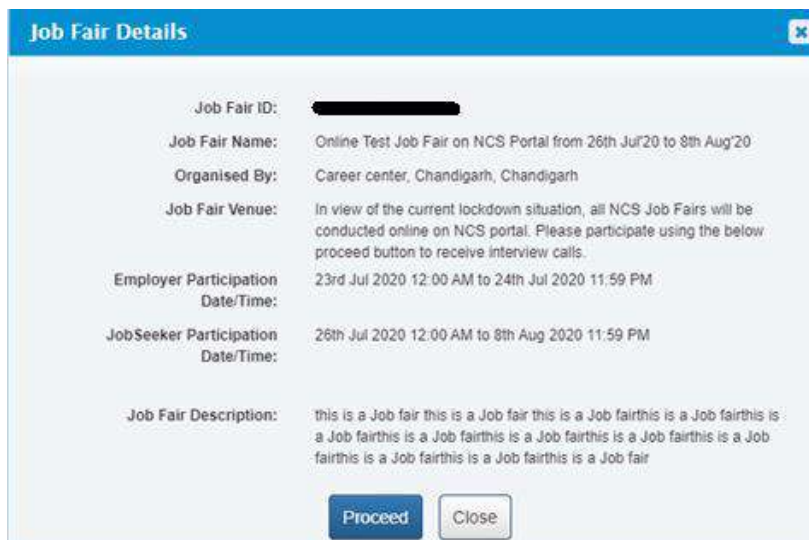 Job Fair Details
Job Fair ID:
Job Fair Name: Online Test Job Fair on NCS Portal from 26th Jul'20 to 8th Aug'20
Organised By: Career center, Chandigarh, Chandigarh
Job Fair Venue: In view of the current lockdown situation, all NCS Job Fairs will be
conducted online on NCS portal. Please participate using the below
proceed button to receive interview calls.
Employer Participation 23rd Jul 2020 12:00 AM to 24th Jul 2020 11:59 PM
Date/Time:
JobSeeker Participation 26th Jul 2020 12:00 AM to 8th Aug 2020 11:59 PM
Date/Time:
Job Fair Description: this is a Job fair this is a Job fair this is a Job fairthis is a Job fairthis is
a Job fairthis is a Job fairthis is a Job fairthis is a Job fairthis is a Job
fairthis is a Job fairthis is a Job fairthis is a Job fair
Proceed Close